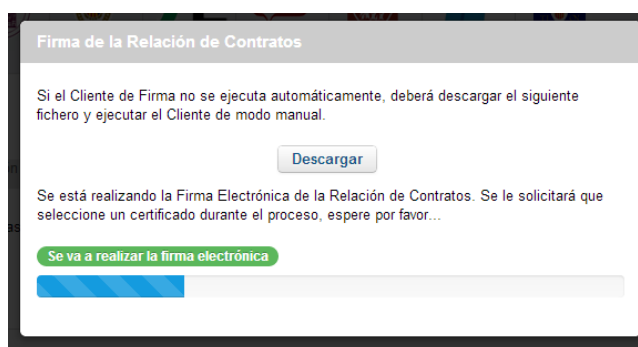 Firma de la Relación de Contratos
Si el Cliente de Firma no se ejecuta automáticamente, deberá descargar el siguiente
fichero y ejecutar el Cliente de modo manual.
Descargar
Se está realizando la Firma Electrónica de la Relación de Contratos. Se le solicitará que
seleccione un certificado durante el proceso, espere por favor...
Se va a realizar la firma electrónica